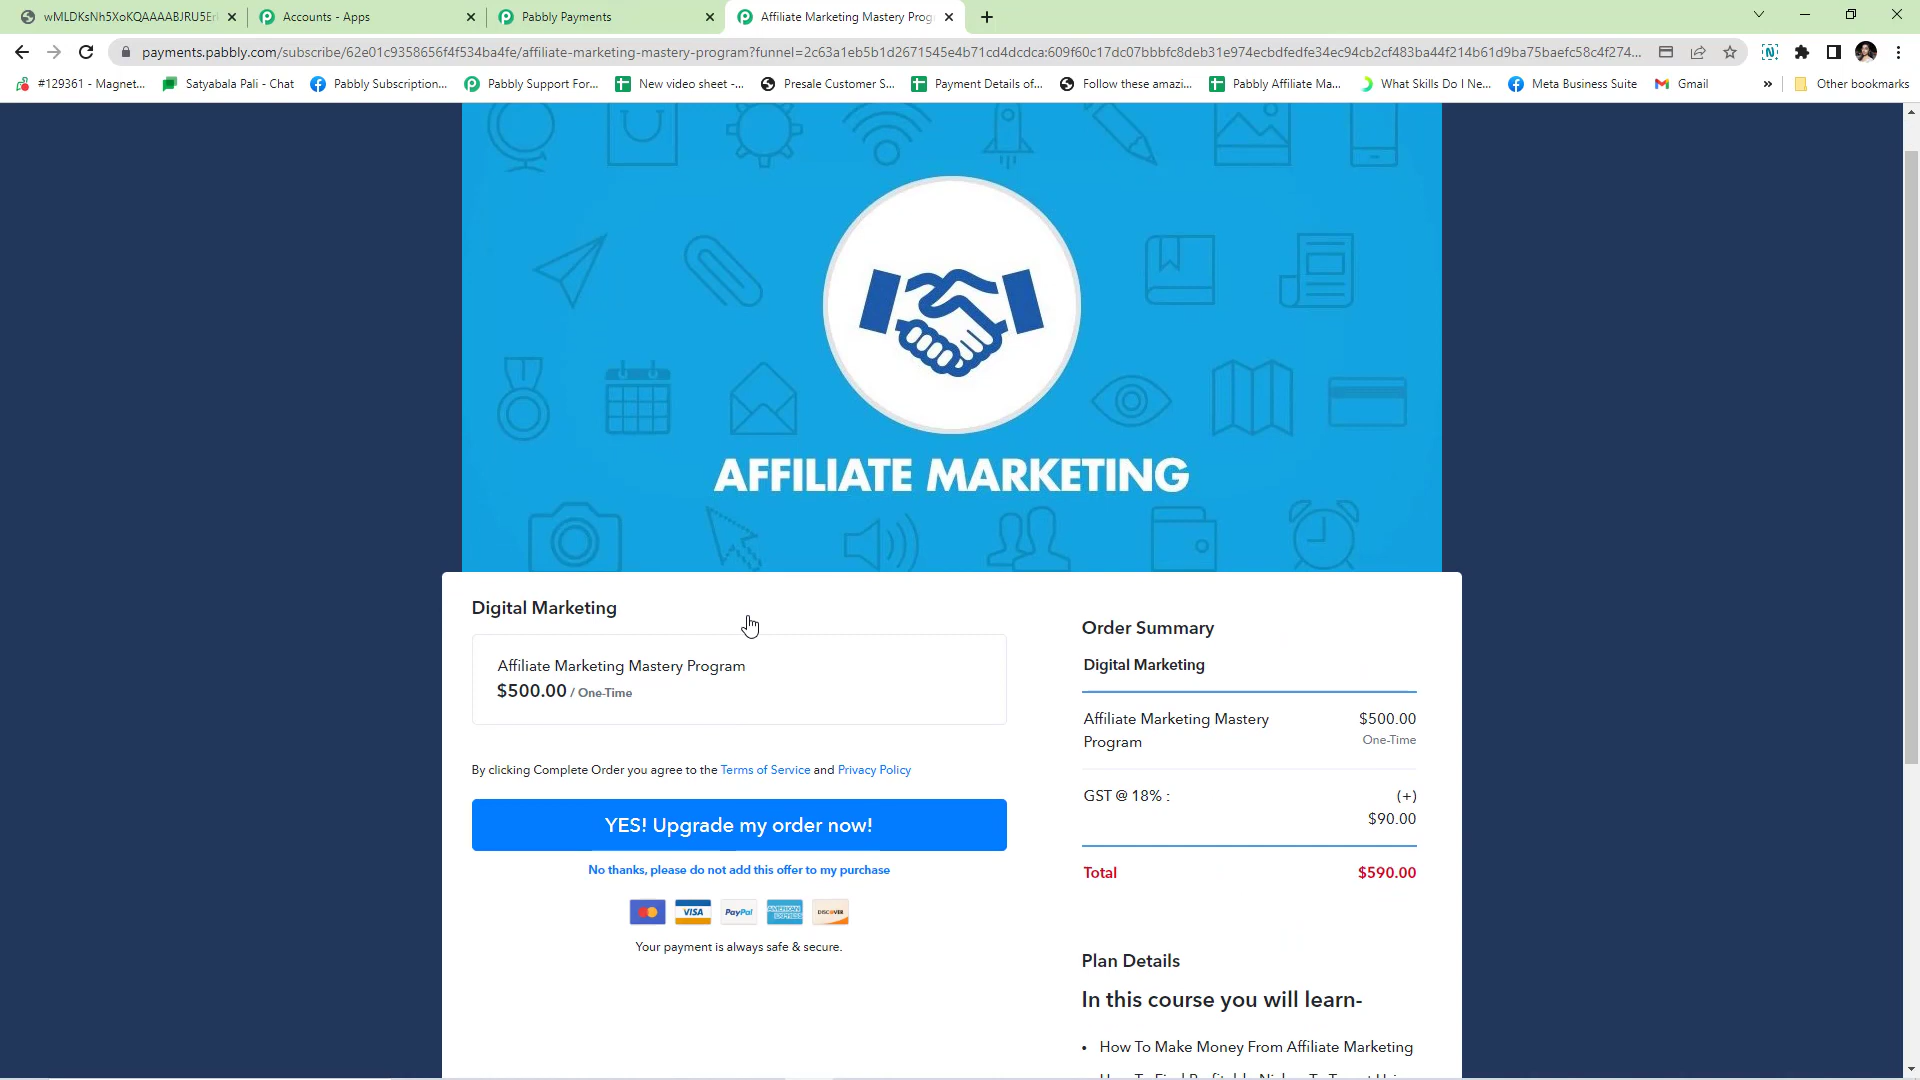 wMLDKsNh5XoKQAAAABJRU5Er
Accounts - Apps
Pabbly Payments
Affiliate Marketing Mastery Prog
payments.pabbly.com/subscribe/62e01c9358656f4f534ba4fe/affiliate-marketing-mastery-program?funnel=2c63a1eb5b1d2671545e4b71cd4dcdca:609f60c17dc07bbbfc8deb31e974ecbdfedfe34ec94cb2cf483ba44f214b61d9ba75baefc58c4f274...
#129361 - Magnet...
Satyabala Pali - Chat
Pabbly Subscription...
Pabbly Support For...
New video sheet -...
Presale Customer S...
Payment Details of...
Follow these amazi...
Pabbly Affiliate Ma...
What Skills Do I Ne...
Meta Business Suite
Gmail
»
Other bookmarks
AFFILIATE MARKETING
Digital Marketing
Affiliate Marketing Mastery Program
$500.00 / One-Time
By clicking Complete Order you agree to the Terms of Service and Privacy Policy
YES! Upgrade my order now!
No thanks, please do not add this offer to my purchase
VISA
PayPal
AMERICAN EXPRESS
DISCOVER
Your payment is always safe & secure.
Order Summary
Digital Marketing
Affiliate Marketing Mastery $500.00
Program One-Time
GST @ 18% : (+)
$90.00
Total $590.00
Plan Details
In this course you will learn-
• How To Make Money From Affiliate Marketing